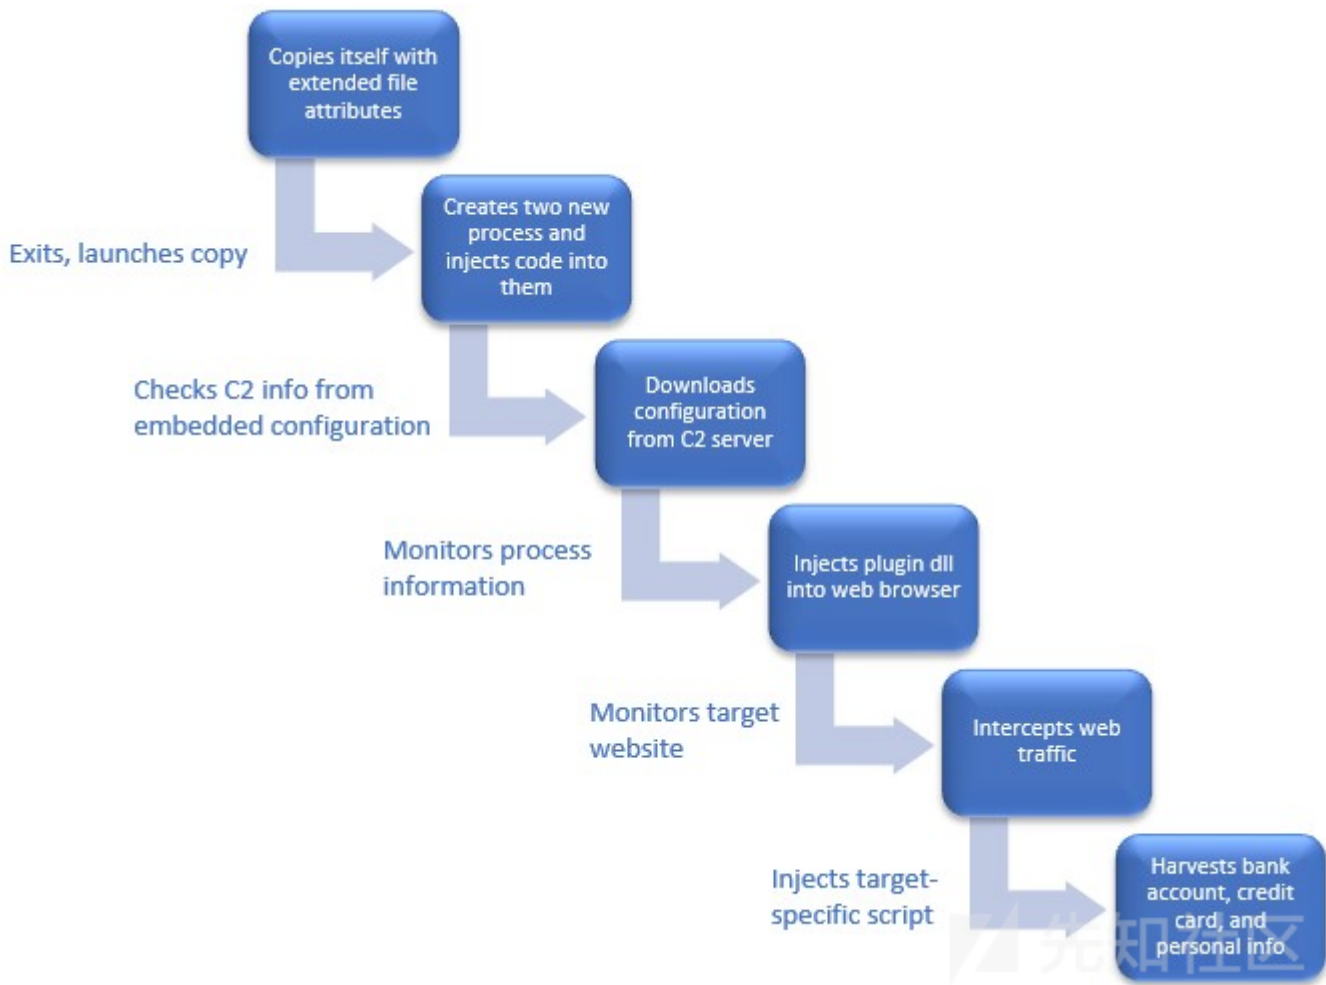 Copies itself with
extended file
attributes
Exits, launches copy
Creates two new
process and
injects code into
them
Checks C2 info from
embedded configuration
Downloads
configuration
from C2 server
Monitors process
information
Injects plugin dll
into web browser
Monitors target
website
Intercepts web
traffic
Injects target-
specific script
Harvests bank
account, credit
card, and
personal info
先知社区